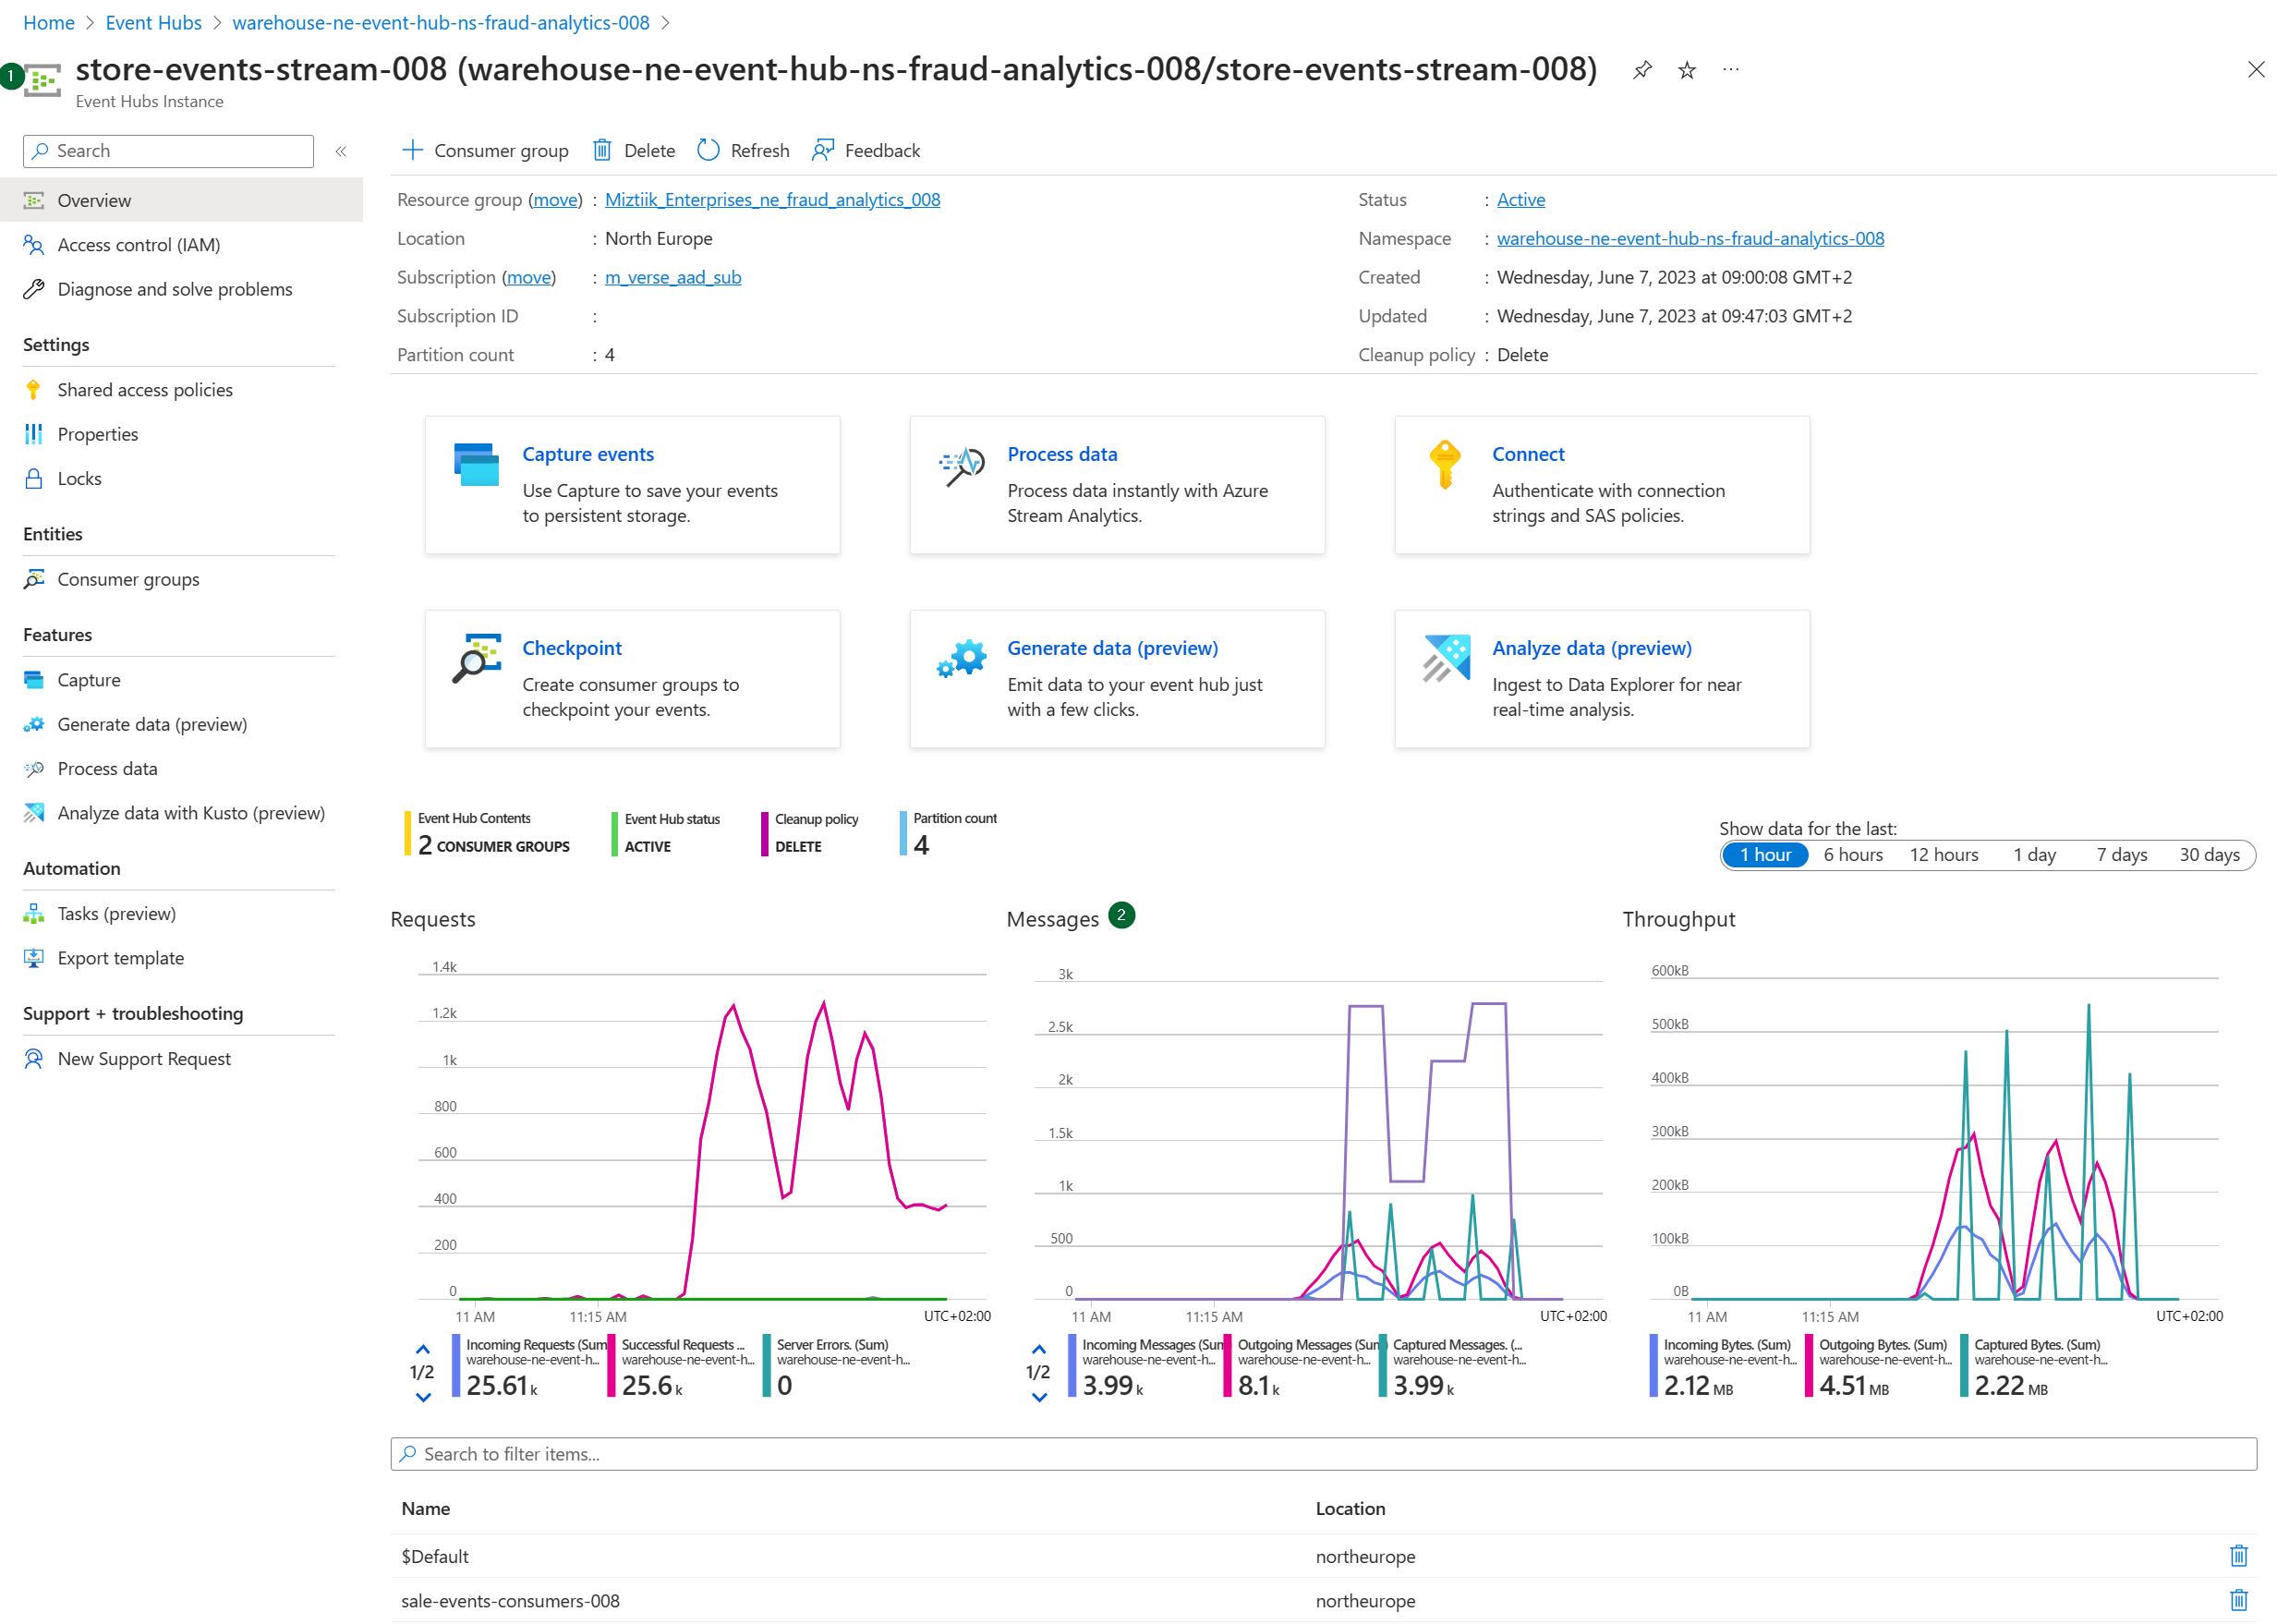 Home > Event Hubs > warehouse-ne-event-hub-ns-fraud-analytics-008 >
1
store-events-stream-008 (warehouse-ne-event-hub-ns-fraud-analytics-008/store-events-stream-008)
Event Hubs Instance
Search
Overview
Access control (IAM)
Diagnose and solve problems
Settings
Shared access policies
Properties
Locks
Entities
Consumer groups
Features
Capture
Generate data (preview)
Process data
Analyze data with Kusto (preview)
Automation
Tasks (preview)
Export template
Support + troubleshooting
New Support Request
Consumer group Delete Refresh Feedback
Resource group (move) : Miztiik_Enterprises_ne_fraud_analytics_008
Location : North Europe
Subscription (move) : m_verse_aad_sub
Subscription ID :
Partition count : 4
Status : Active
Namespace : warehouse-ne-event-hub-ns-fraud-analytics-008
Created : Wednesday, June 7, 2023 at 09:00:08 GMT+2
Updated : Wednesday, June 7, 2023 at 09:47:03 GMT+2
Cleanup policy : Delete
Capture events
Use Capture to save your events
to persistent storage.
Process data
Process data instantly with Azure
Stream Analytics.
Connect
Authenticate with connection
strings and SAS policies.
Checkpoint
Create consumer groups to
checkpoint your events.
Generate data (preview)
Emit data to your event hub just
with a few clicks.
Analyze data (preview)
Ingest to Data Explorer for near
real-time analysis.
Event Hub Contents
2 CONSUMER GROUPS
Event Hub status
ACTIVE
Cleanup policy
DELETE
Partition count
4
Show data for the last:
1 hour 6 hours 12 hours 1 day 7 days 30 days
Requests
1.4k
1.2k
1k
800
600
400
200
0
11 AM 11:15 AM UTC+02:00
1/2
Incoming Requests (Sum
warehouse-ne-event-h...
25.61 k
Successful Requests ...
warehouse-ne-event-h...
25.6 k
Server Errors. (Sum)
warehouse-ne-event-h...
0
Messages 2
3k
2.5k
2k
1.5k
1k
500
0
11 AM 11:15 AM UTC+02:00
1/2
Incoming Messages (Sum
warehouse-ne-event-h...
3.99 k
Outgoing Messages (Sum
warehouse-ne-event-h...
8.1 k
Captured Messages. (...
warehouse-ne-event-h...
3.99 k
Throughput
600kB
500kB
400kB
300kB
200kB
100kB
0B
11 AM 11:15 AM UTC+02:00
Incoming Bytes. (Sum)
warehouse-ne-event-h...
2.12 MB
Outgoing Bytes. (Sum)
warehouse-ne-event-h...
4.51 MB
Captured Bytes. (Sum)
warehouse-ne-event-h...
2.22 MB
Search to filter items...
Name Location
$Default northeurope
sale-events-consumers-008 northeurope